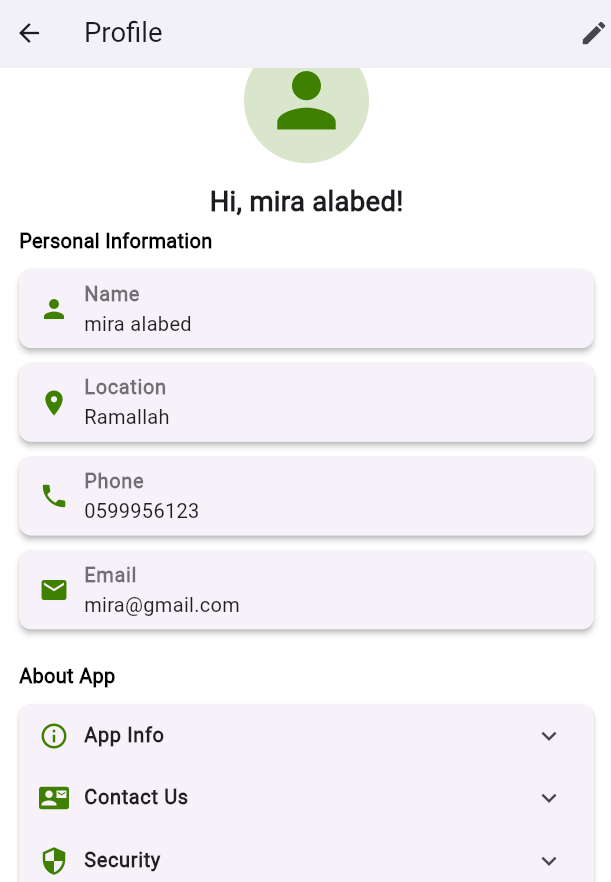 Profile
Hi, mira alabed!
Personal Information
Name
mira alabed
Location
Ramallah
Phone
0599956123
Email
mira@gmail.com
About App
App Info
Contact Us
Security